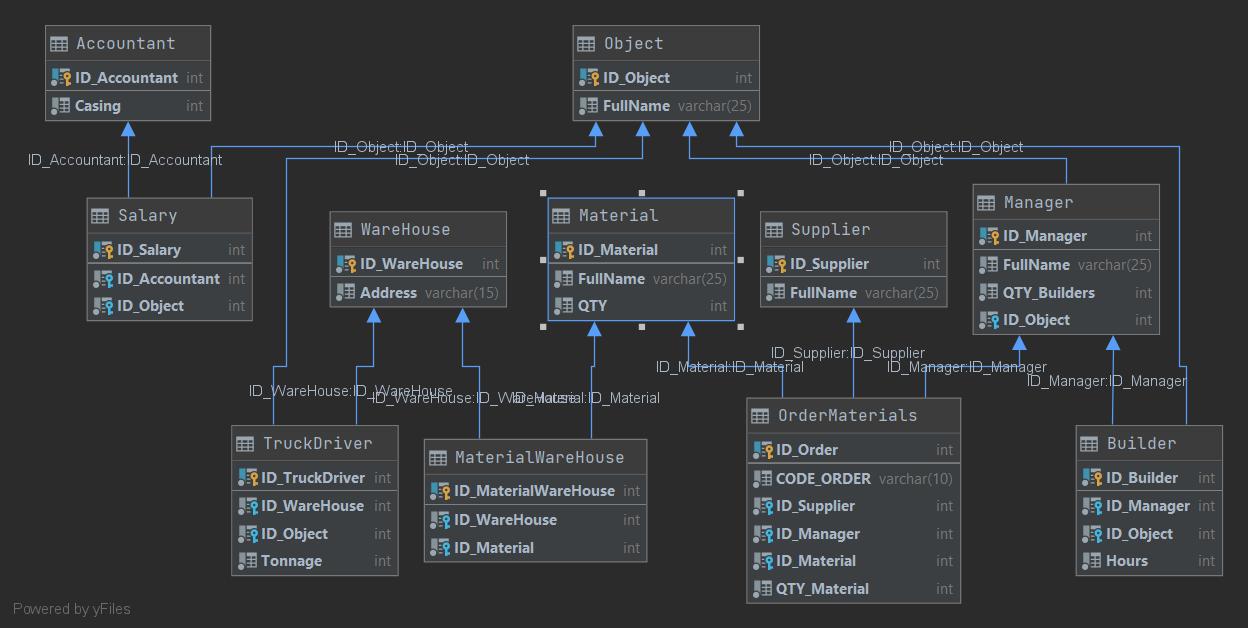 Accountant
ID_Accountant int
Casing int
Object
ID_Object int
FullName varchar(25)
ID_Accountant:ID_Accountant
ID_Object:ID_Object
ID_Object:ID_Object
ID_Object:ID_Object
ID_Object:ID_Object
Salary
ID_Salary int
ID_Accountant int
ID_Object int
WareHouse
ID_WareHouse int
Address varchar(15)
Material
ID_Material int
FullName varchar(25)
QTY int
Supplier
ID_Supplier int
FullName varchar(25)
Manager
ID_Manager int
FullName varchar(25)
QTY_Builders int
ID_Object int
ID_WareHouse:ID_WareHouse
ID_WareHouse:ID_WareHouse
ID_Material:ID_Material
ID_Material:ID_Material
ID_Supplier:ID_Supplier
ID_Manager:ID_Manager
ID_Manager:ID_Manager
TruckDriver
ID_TruckDriver int
ID_WareHouse int
ID_Object int
Tonnage int
MaterialWareHouse
ID_MaterialWareHouse int
ID_WareHouse int
ID_Material int
OrderMaterials
ID_Order int
CODE_ORDER varchar(10)
ID_Supplier int
ID_Manager int
ID_Material int
QTY_Material int
Builder
ID_Builder int
ID_Manager int
ID_Object int
Hours int
Powered by yFiles